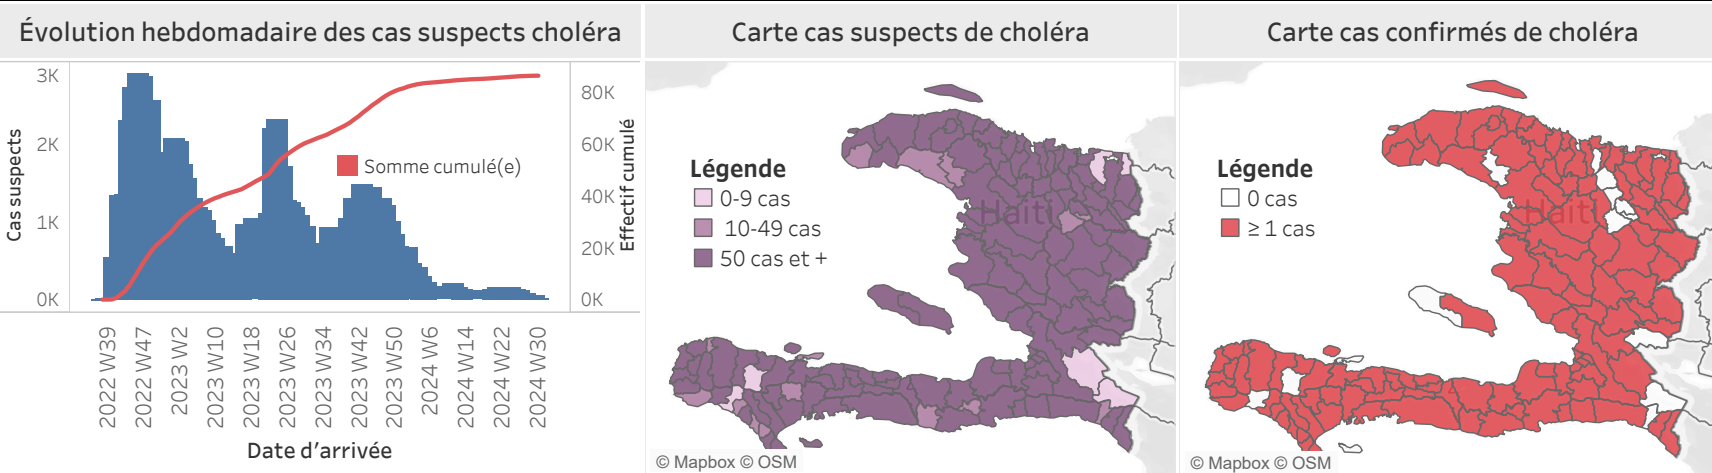 Évolution hebdomadaire des cas suspects choléra
3K
2K
1K
0K
Cas suspects
Somme cumulé(e)
80K
60K
40K
20K
0K
Effectif cumulé
2022 W39
2022 W47
2023 W2
2023 W10
2023 W18
2023 W26
2023 W34
2023 W42
2023 W50
2024 W6
2024 W14
2024 W22
2024 W30
Date d'arrivée
Carte cas suspects de choléra
Légende
0-9 cas
10-49 cas
50 cas et +
Haïti
© Mapbox © OSM
Carte cas confirmés de choléra
Légende
0 cas
≥ 1 cas
Haïti
© Mapbox © OSM